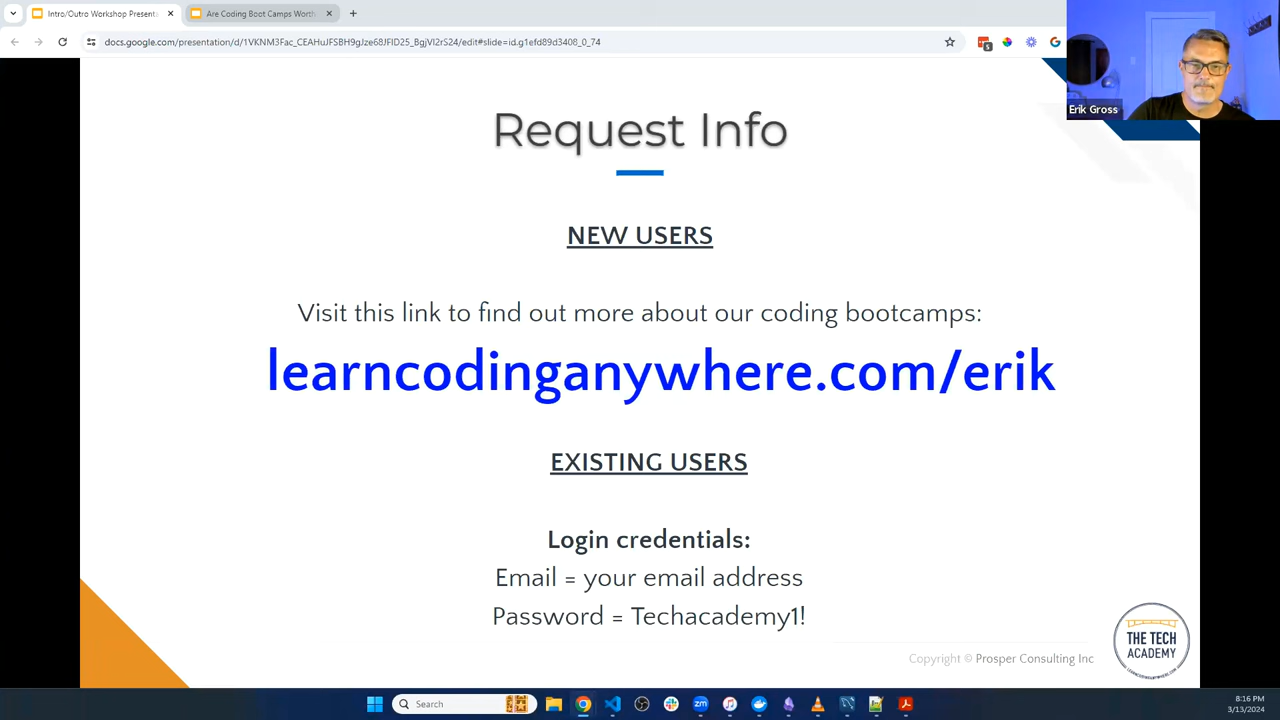 Intro/Outro Workshop Presenta
Are Coding Boot Camps Worth
docs.google.com/presentation/d/1VKNM3Fac_CEAHuJFSBH9gJze68JFID25_BgjVI2rS24/edit#slide=id.g1efd89d3408_0_74
Erik Gross
Request Info
NEW USERS
Visit this link to find out more about our coding bootcamps:
learncodinganywhere.com/erik
EXISTING USERS
Login credentials:
Email = your email address
Password = Techacademy1!
THE TECH
ACADEMY
LEARNCODINGANYWHERE.COM
Copyright © Prosper Consulting Inc
Search
8:16 PM
3/13/2024